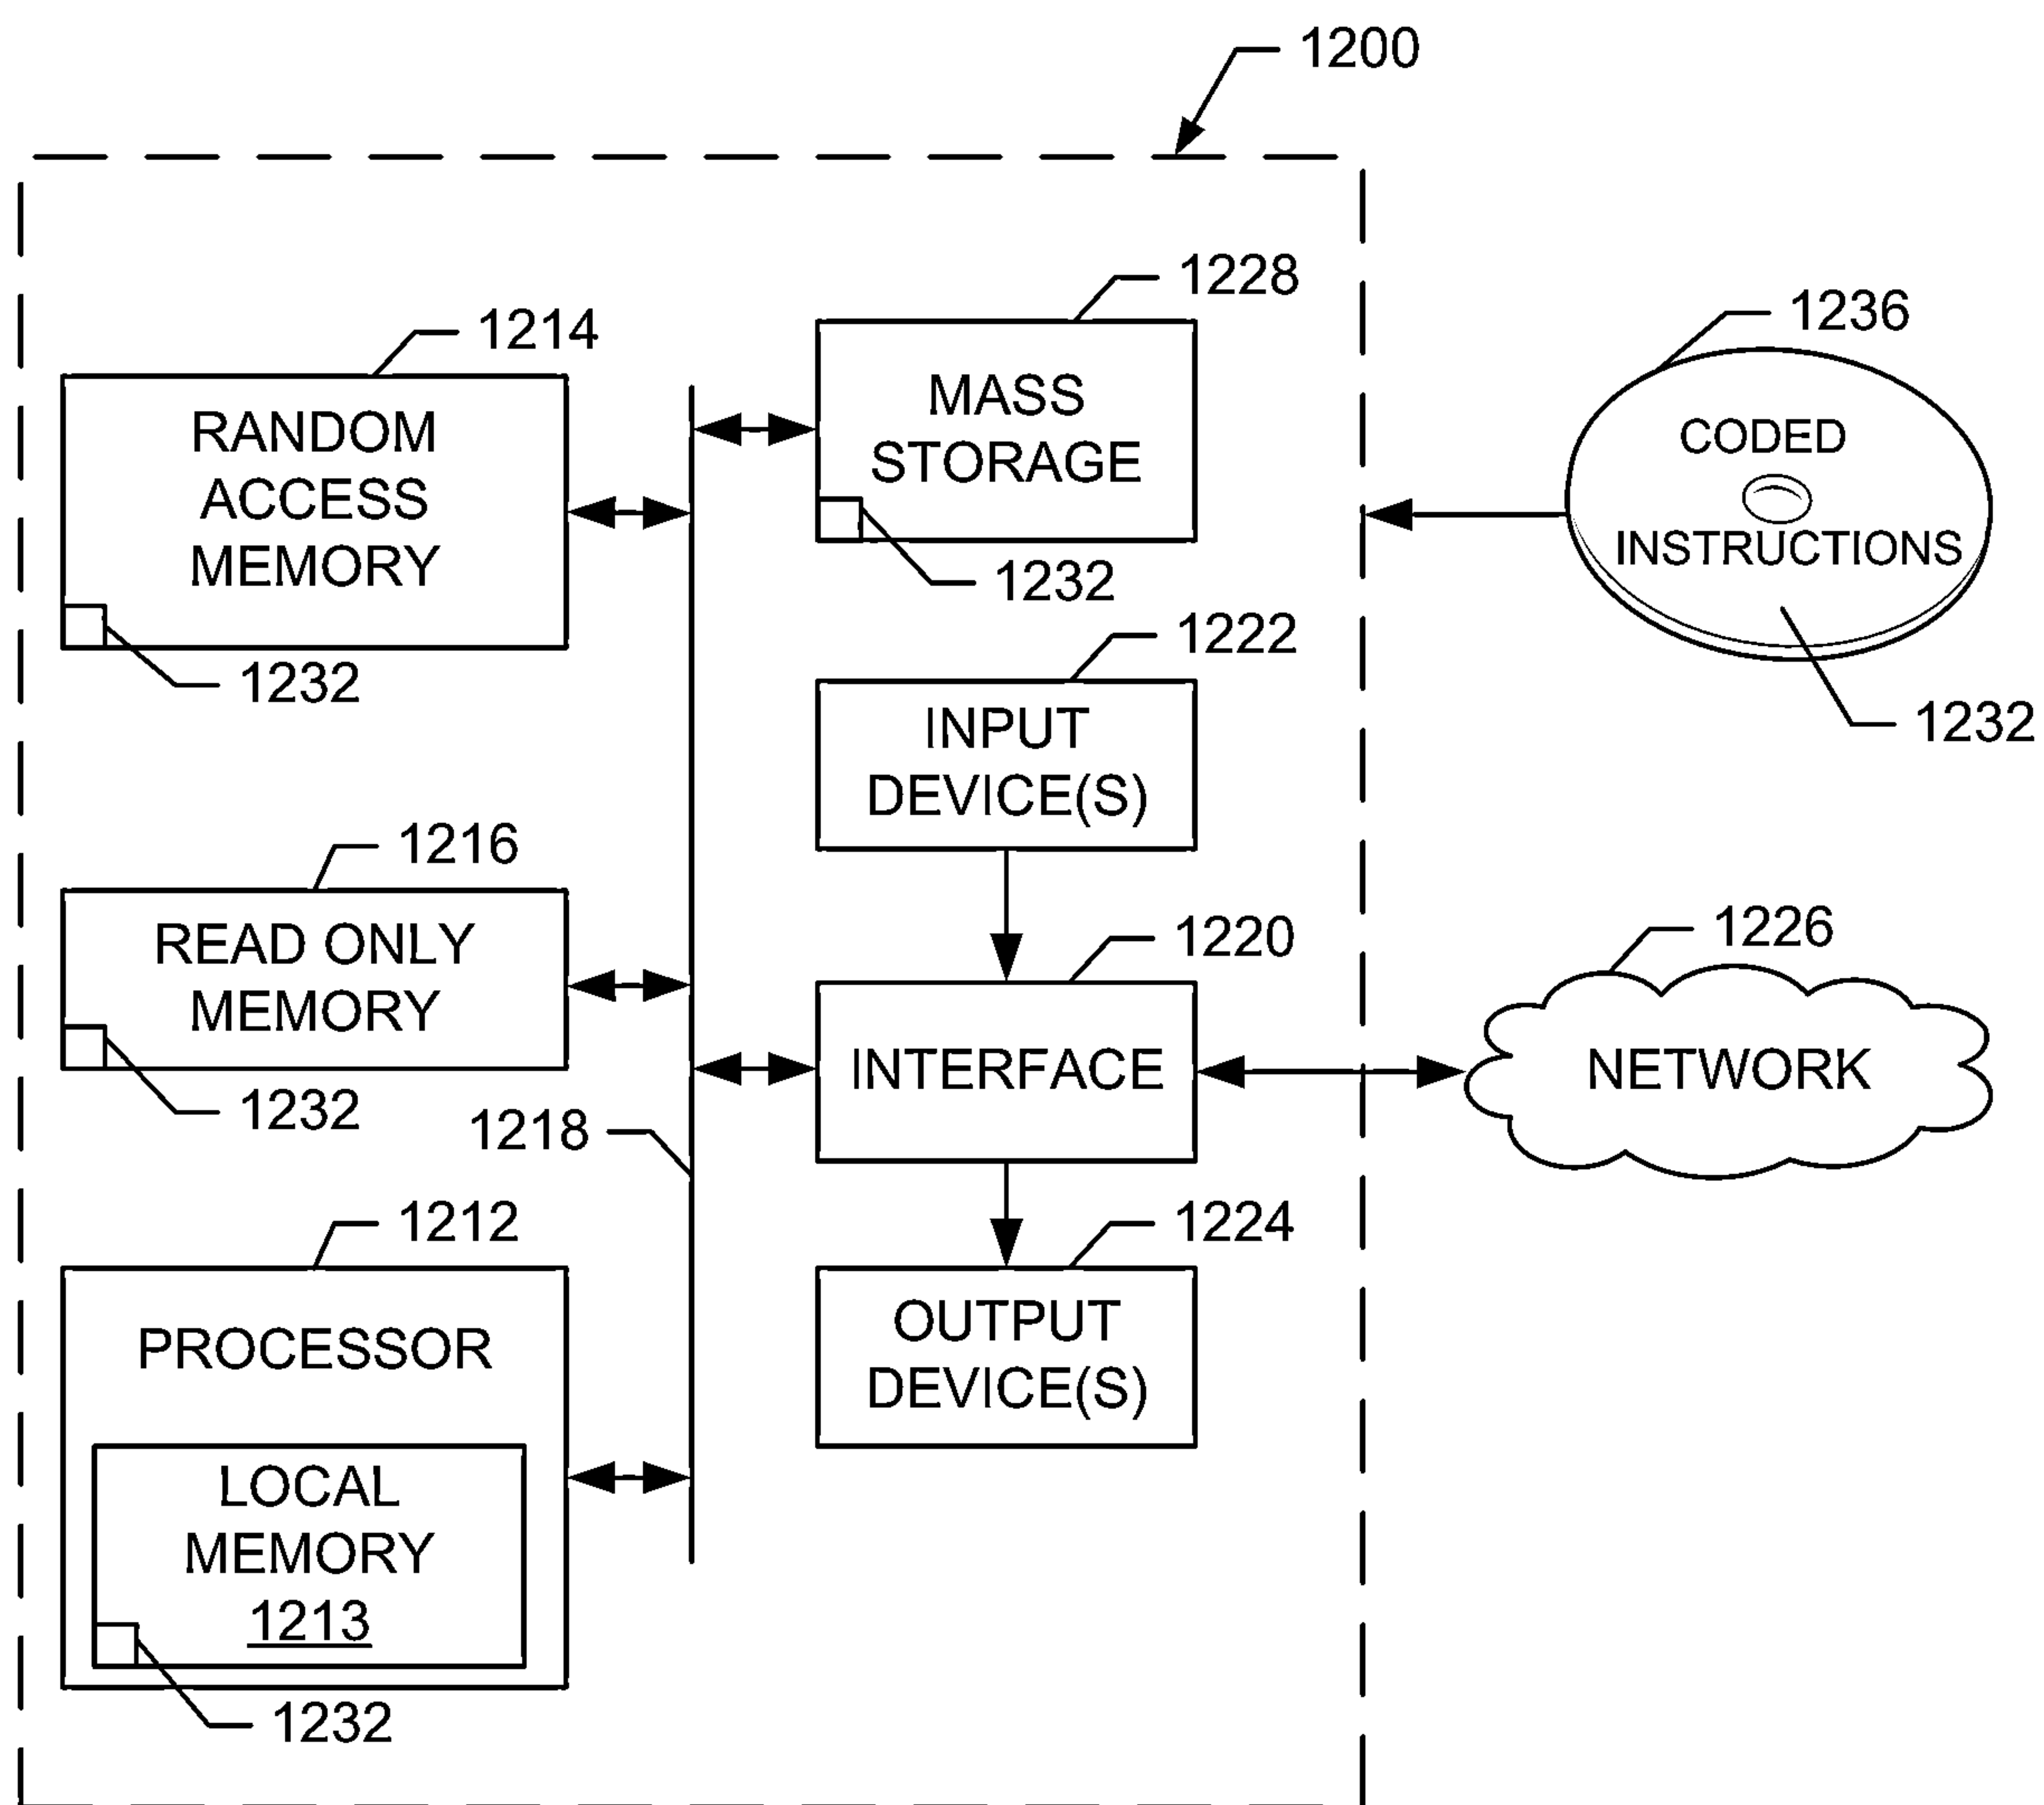 1200
1228
1214
1236
MASS
STORAGE
RANDOM
ACCESS
MEMORY
CODED
INSTRUCTIONS
1232
1222
1232
1232
INPUT
DEVICE(S)
1216
1220
1226
READ ONLY
MEMORY
INTERFACE
NETWORK
1232
1218
1212
1224
PROCESSOR
OUTPUT
DEVICE(S)
LOCAL
MEMORY
1213
1232